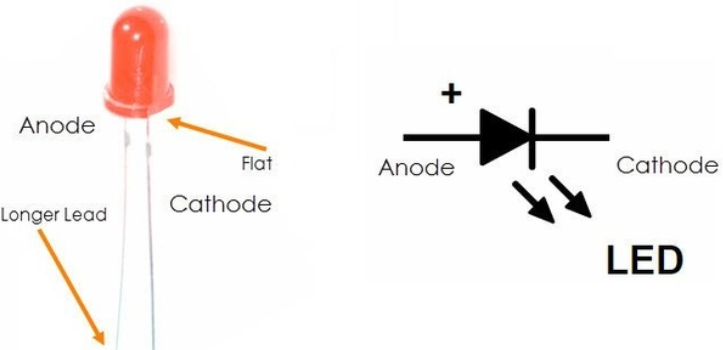 Anode
Flat
Cathode
Longer Lead
+
Anode
Cathode
LED